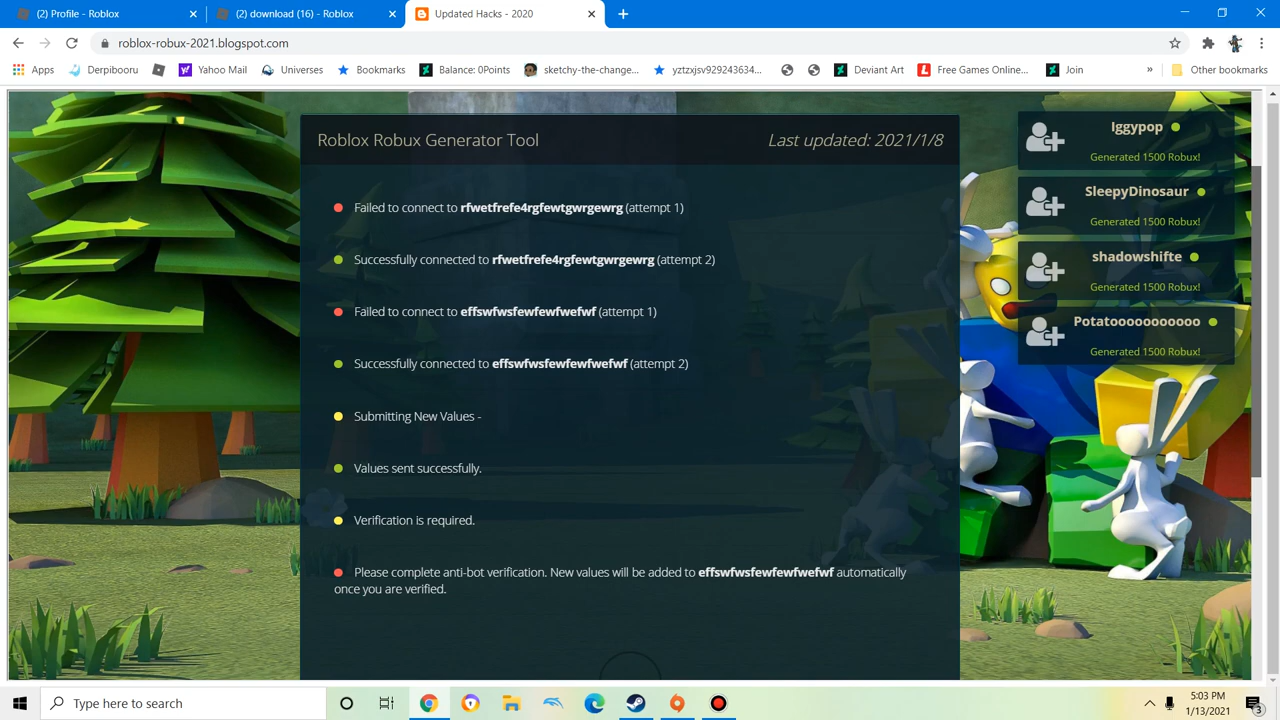 (2) Profile - Roblox
(2) download (16) - Roblox
Updated Hacks - 2020
roblox-robux-2021.blogspot.com
Apps
Derpibooru
Yahoo Mail
Universes
Bookmarks
Balance: 0Points
sketchy-the-change...
yztzxjsv929243634...
Deviant Art
Free Games Online...
Join
»
Other bookmarks
Roblox Robux Generator Tool
Last updated: 2021/1/8
Failed to connect to rfwetfrefe4rgfewtgwrgewrg (attempt 1)
Successfully connected to rfwetfrefe4rgfewtgwrgewrg (attempt 2)
Failed to connect to effswfwsfewfewfwefwf (attempt 1)
Successfully connected to effswfwsfewfewfwefwf (attempt 2)
Submitting New Values -
Values sent successfully.
Verification is required.
Please complete anti-bot verification. New values will be added to effswfwsfewfewfwefwf automatically
once you are verified.
Iggypop
Generated 1500 Robux!
SleepyDinosaur
Generated 1500 Robux!
shadowshifte
Generated 1500 Robux!
Potatooooooooooo
Generated 1500 Robux!
Type here to search
5:03 PM
1/13/2021
3